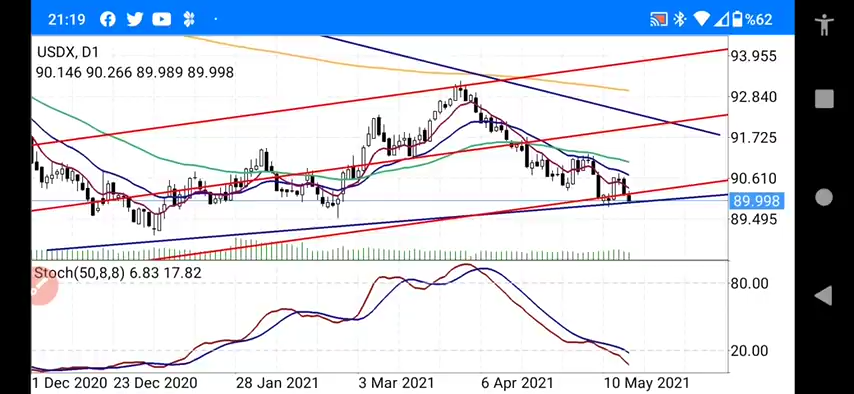 21:19
%62
USDX, D1
90.146 90.266 89.989 89.998
93.955
92.840
91.725
90.610
89.998
89.495
Stoch(50,8,8) 6.83 17.82
80.00
20.00
1 Dec 2020 23 Dec 2020 28 Jan 2021 3 Mar 2021 6 Apr 2021 10 May 2021